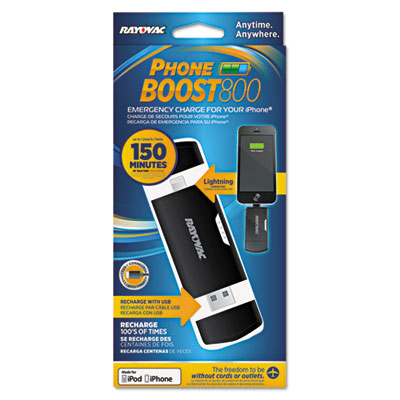 RAYOVAC
Anytime.
Anywhere.
PHONE
BOOST800
EMERGENCY CHARGE FOR YOUR iPhone®
CHARGE DE SECOURS POUR VOTRE iPhone®
RECARGA DE EMERGENCIA PARA SU iPhone®
150
MINUTES
Lightning
RAYOVAC
RECHARGE WITH USB
RECHARGE PAR CÂBLE USB
RECARGA CON USB
RECHARGE
100'S OF TIMES
SE RECHARGE DES
CENTAINES DE FOIS
RECARGA CENTENAS DE VECES
Made for
iPod iPhone
The freedom to be
without cords or outlets.